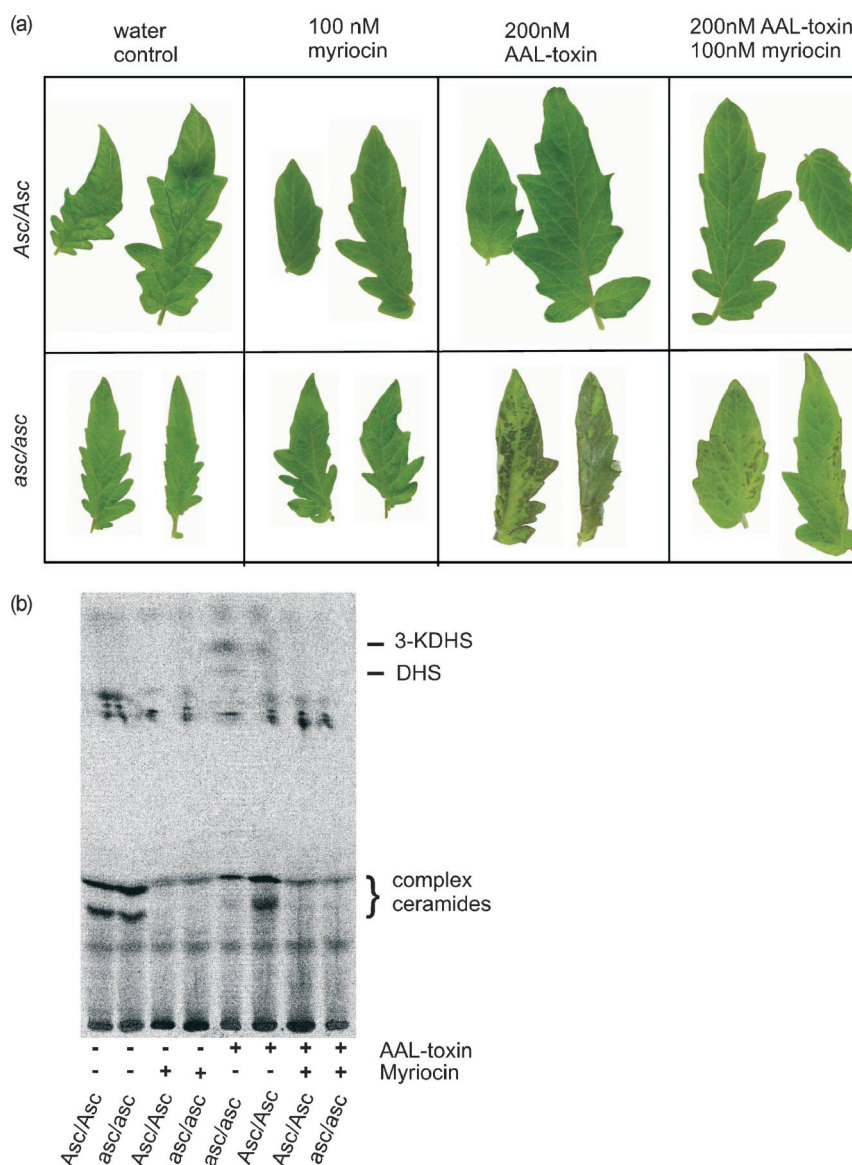 (a)
water control
100 nM myriocin
200nM AAL-toxin
200nM AAL-toxin 100nM myriocin
Asc/Asc
asc/asc
(b)
3-KDHS
DHS
complex ceramides
- - - - + + + + AAL-toxin
- - + + - - + + Myriocin
Asc/Asc asc/asc Asc/Asc asc/asc asc/asc Asc/Asc Asc/Asc asc/asc